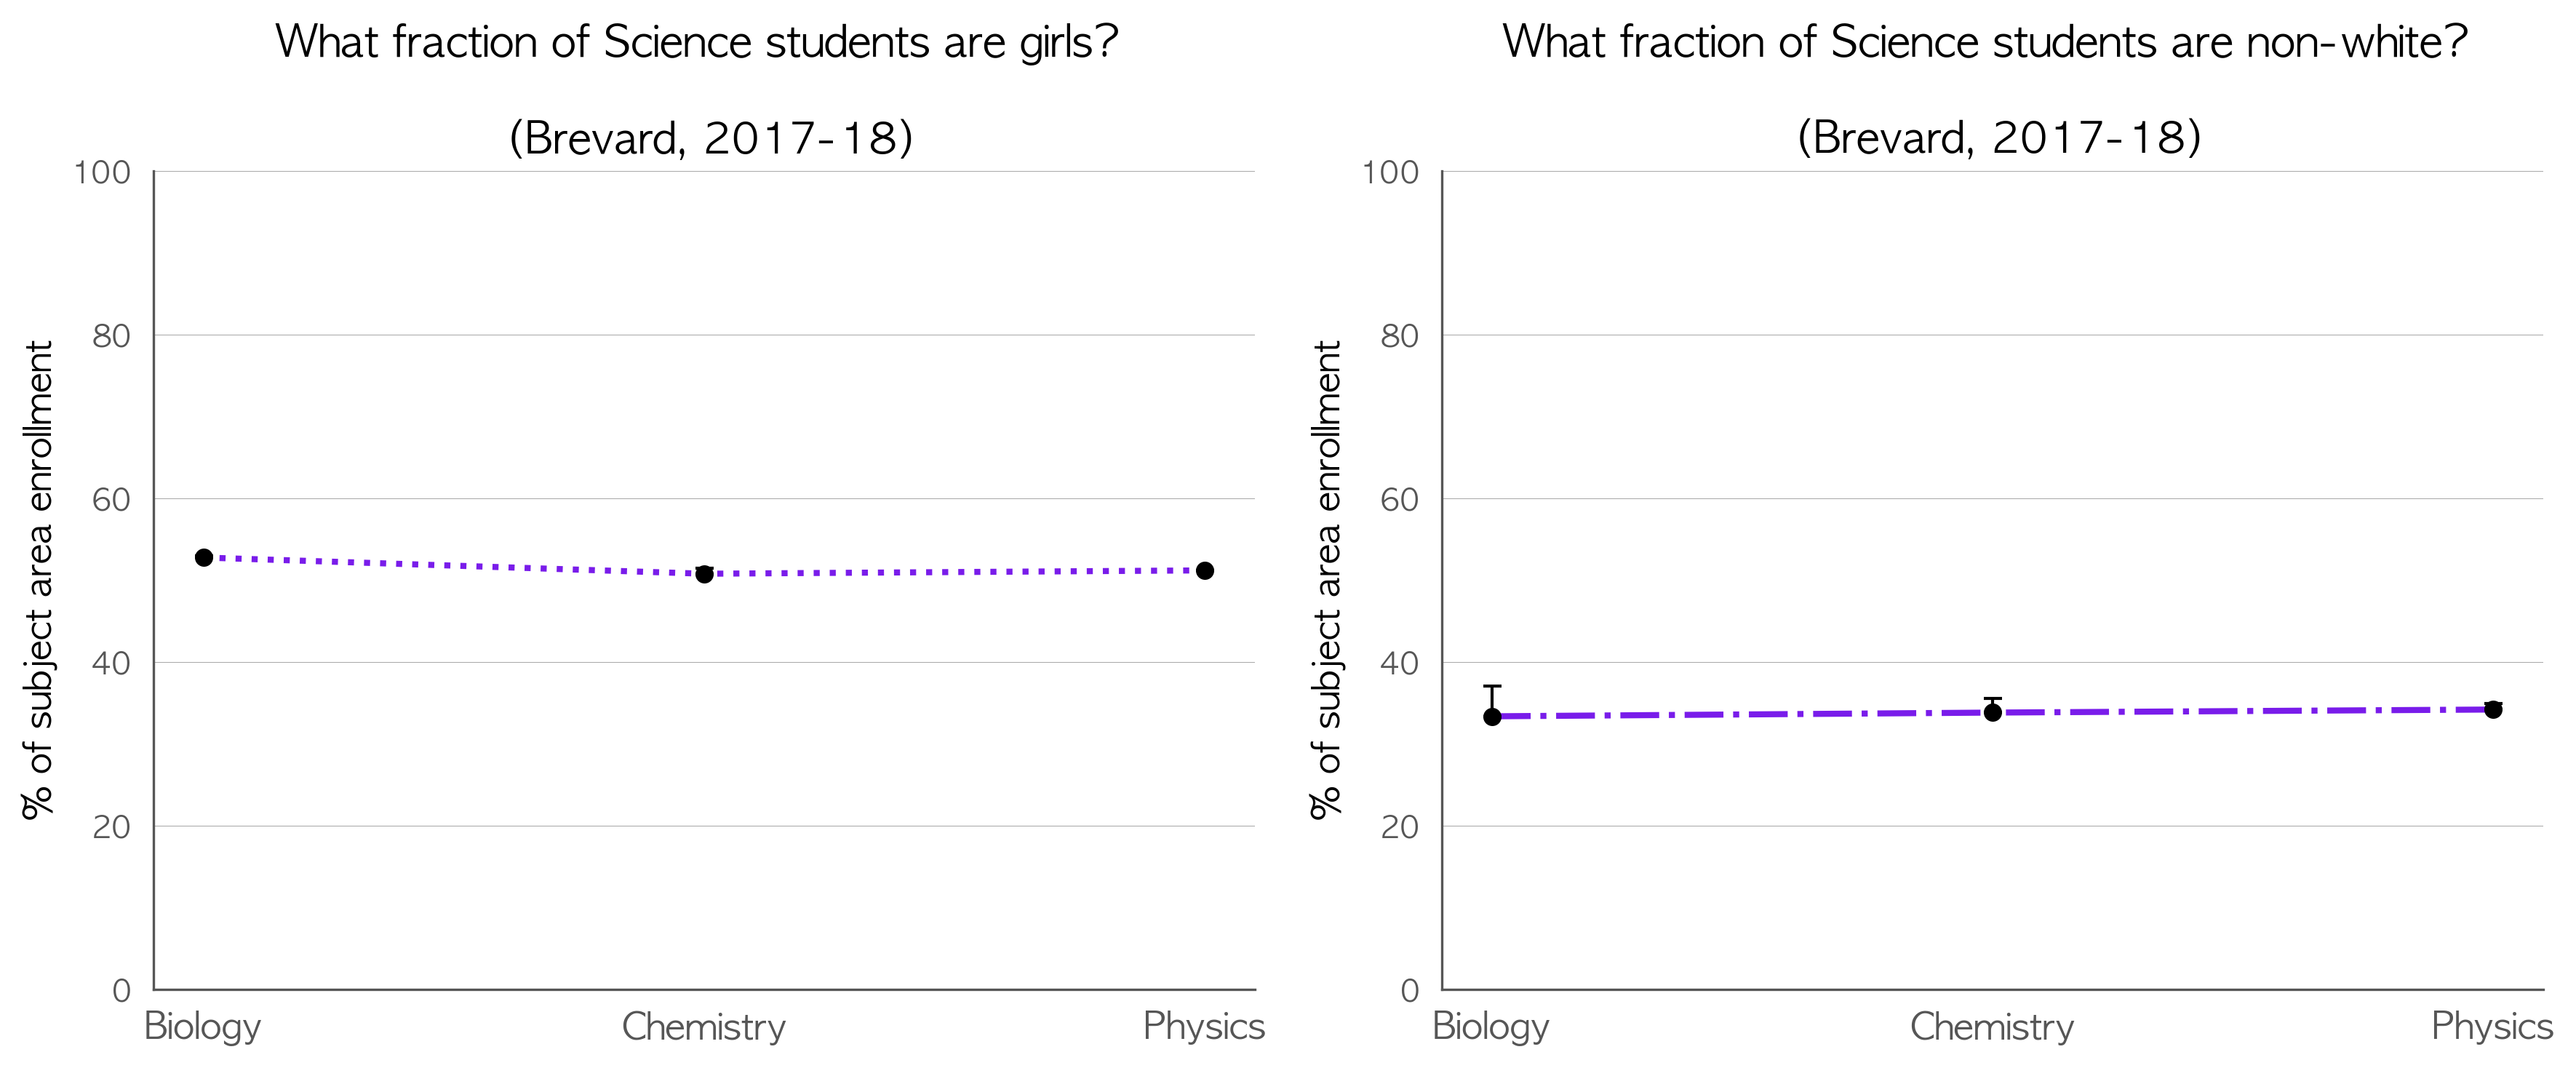 What fraction of Science students are girls?
(Brevard, 2017-18)
100
80
60
40
20
0
% of subject area enrollment
Biology
Chemistry
Physics
What fraction of Science students are non-white?
(Brevard, 2017-18)
100
80
60
40
20
0
% of subject area enrollment
Biology
Chemistry
Physics